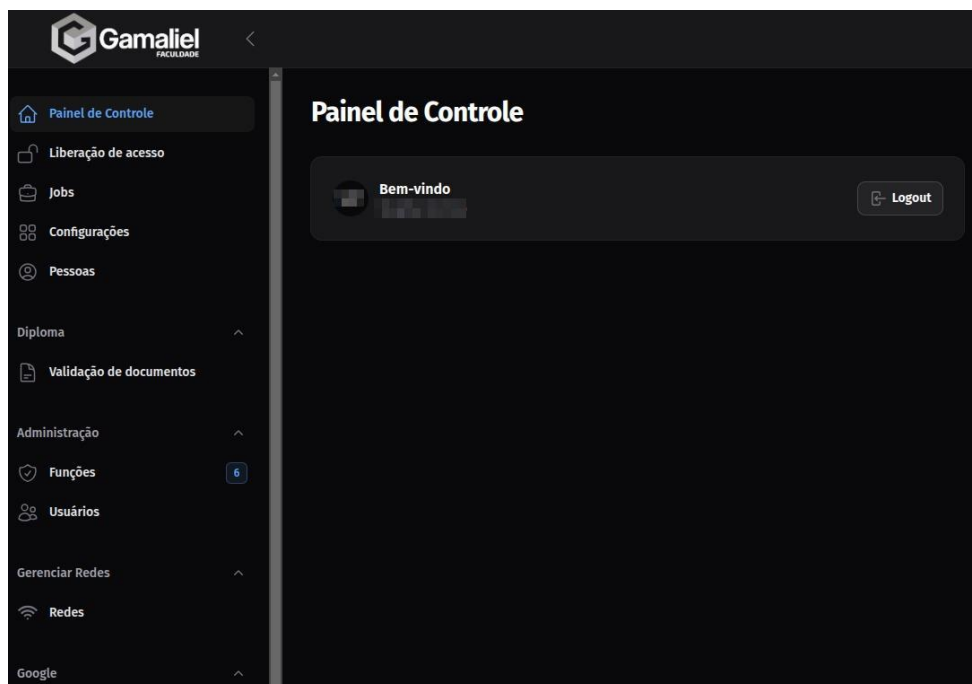 Gamaliel
FACULDADE
Painel de Controle
Liberação de acesso
Jobs
Configurações
Pessoas
Diploma
Validação de documentos
Administração
Funções 6
Usuários
Gerenciar Redes
Redes
Google
Painel de Controle
Bem-vindo
Logout